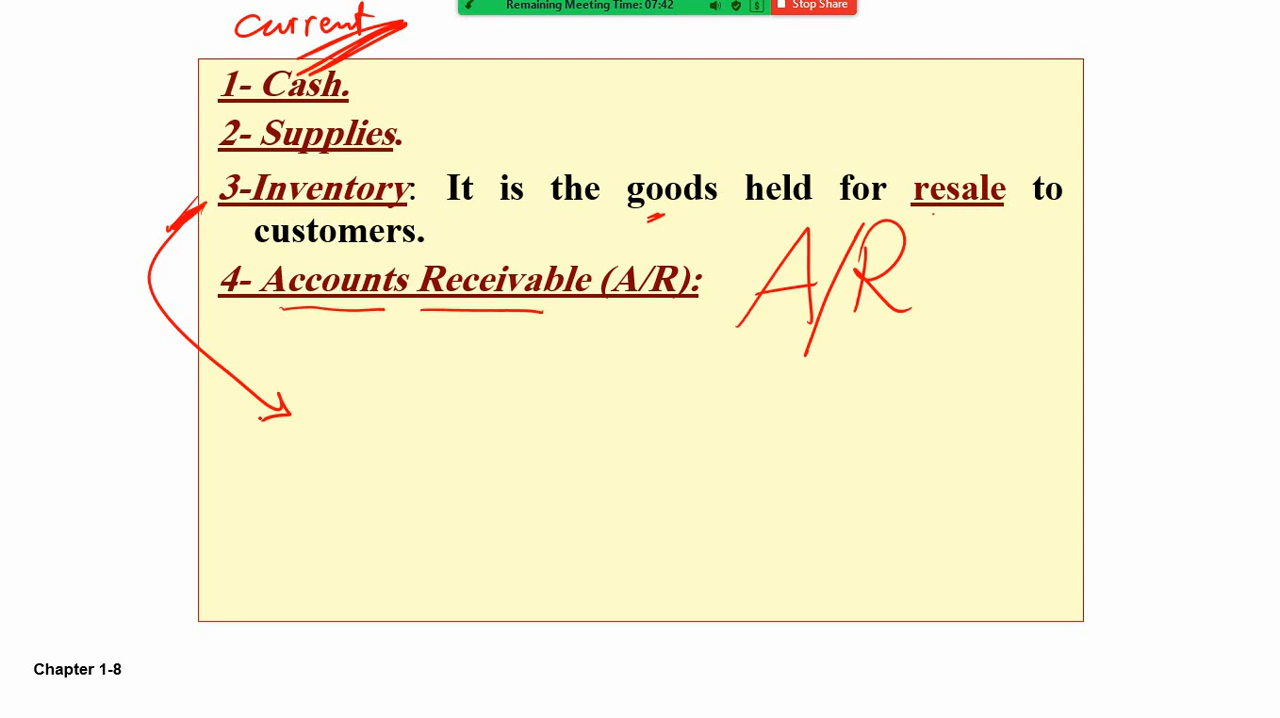 Remaining Meeting Time: 07:42 Stop Share
Current
1- Cash.
2- Supplies.
3-Inventory: It is the goods held for resale to
customers.
4- Accounts Receivable (A/R):
A/R
Chapter 1-8